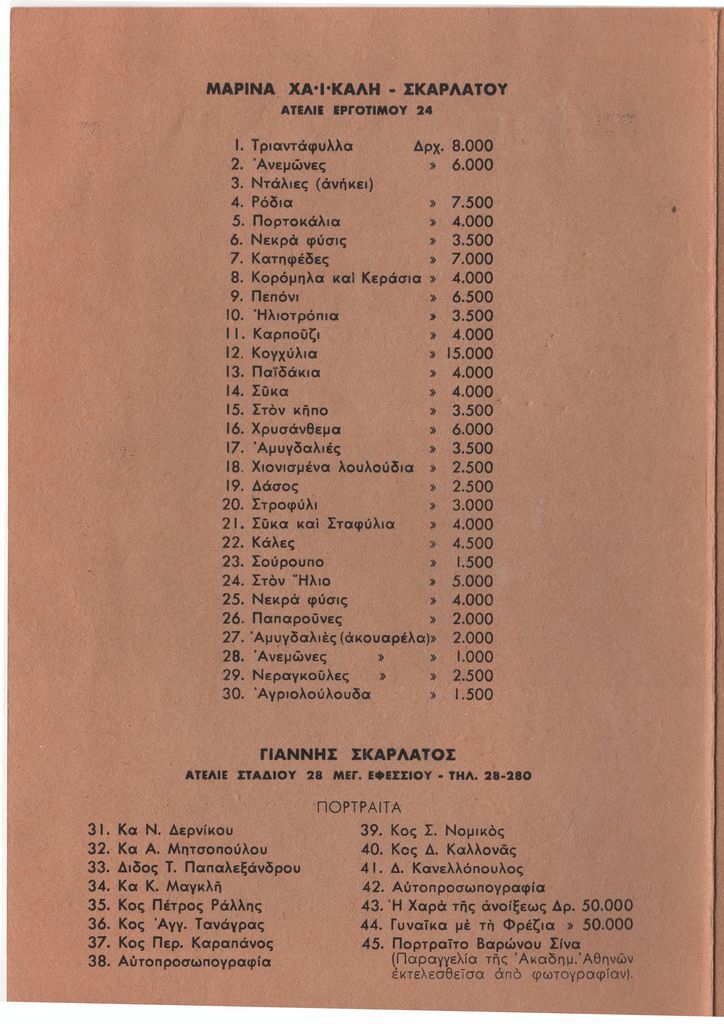 ΜΑΡΙΝΑ ΧΑ·Ι·ΚΑΛΗ - ΣΚΑΡΛΑΤΟΥ
ΑΤΕΛΙΕ ΕΡΓΟΤΙΜΟΥ 24
1. Τριαντάφυλλα Δρχ. 8.000
2. Ἀνεμῶνες » 6.000
3. Ντάλιες (ἀνήκει)
4. Ρόδια » 7.500
5. Πορτοκάλια » 4.000
6. Νεκρὰ φύσις » 3.500
7. Κατηφέδες » 7.000
8. Κορόμηλα καὶ Κεράσια » 4.000
9. Πεπόνι » 6.500
10. Ἡλιοτρόπια » 3.500
11. Καρποῦζι » 4.000
12. Κογχύλια » 15.000
13. Παϊδάκια » 4.000
14. Σῦκα » 4.000
15. Στὸν κῆπο » 3.500
16. Χρυσάνθεμα » 6.000
17. Ἀμυγδαλιές » 3.500
18. Χιονισμένα λουλούδια » 2.500
19. Δάσος » 2.500
20. Στροφύλι » 3.000
21. Σῦκα καὶ Σταφύλια » 4.000
22. Κάλες » 4.500
23. Σούρουπο » 1.500
24. Στὸν Ἥλιο » 5.000
25. Νεκρὰ φύσις » 4.000
26. Παπαροῦνες » 2.000
27. Ἀμυγδαλιὲς (ἀκουαρέλα) » 2.000
28. Ἀνεμῶνες » » 1.000
29. Νεραγκοῦλες » » 2.500
30. Ἀγριολούλουδα » 1.500
ΓΙΑΝΝΗΣ ΣΚΑΡΛΑΤΟΣ
ΑΤΕΛΙΕ ΣΤΑΔΙΟΥ 28 ΜΕΓ. ΕΦΕΣΣΙΟΥ - ΤΗΛ. 28-280
ΠΟΡΤΡΑΙΤΑ
31. Κα Ν. Δερνίκου
32. Κα Α. Μητσοπούλου
33. Διδος Τ. Παπαλεξάνδρου
34. Κα Κ. Μαγκλῆ
35. Κος Πέτρος Ράλλης
36. Κος Ἀγγ. Τανάγρας
37. Κος Περ. Καραπάνος
38. Αὐτοπροσωπογραφία
39. Κος Σ. Νομικὸς
40. Κος Δ. Καλλονᾶς
41. Δ. Κανελλόπουλος
42. Αὐτοπροσωπογραφία
43. Ἡ Χαρὰ τῆς ἀνοίξεως Δρ. 50.000
44. Γυναῖκα μὲ τὴ Φρέζια » 50.000
45. Πορτραῖτο Βαρώνου Σίνα
(Παραγγελία τῆς Ἀκαδημ. Ἀθηνῶν
ἐκτελεσθεῖσα ἀπὸ φωτογραφίαν).